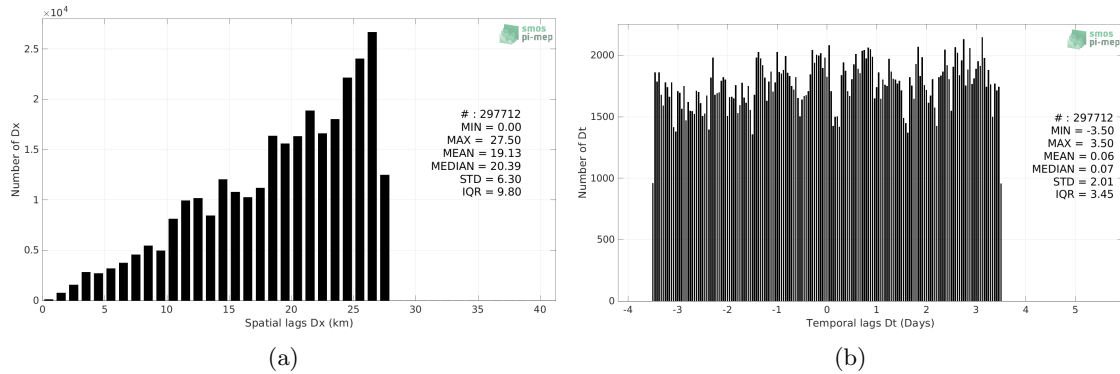 ×10⁴
Number of Dx
2.5
2
1.5
1
0.5
0
0 5 10 15 20 25 30 35 40
Spatial lags Dx (km)
smos
pi-mep
# : 297712
MIN = 0.00
MAX = 27.50
MEAN = 19.13
MEDIAN = 20.39
STD = 6.30
IQR = 9.80
(a)
Number of Dt
2000
1500
1000
500
0
-4 -3 -2 -1 0 1 2 3 4 5
Temporal lags Dt (Days)
smos
pi-mep
# : 297712
MIN = -3.50
MAX = 3.50
MEAN = 0.06
MEDIAN = 0.07
STD = 2.01
IQR = 3.45
(b)